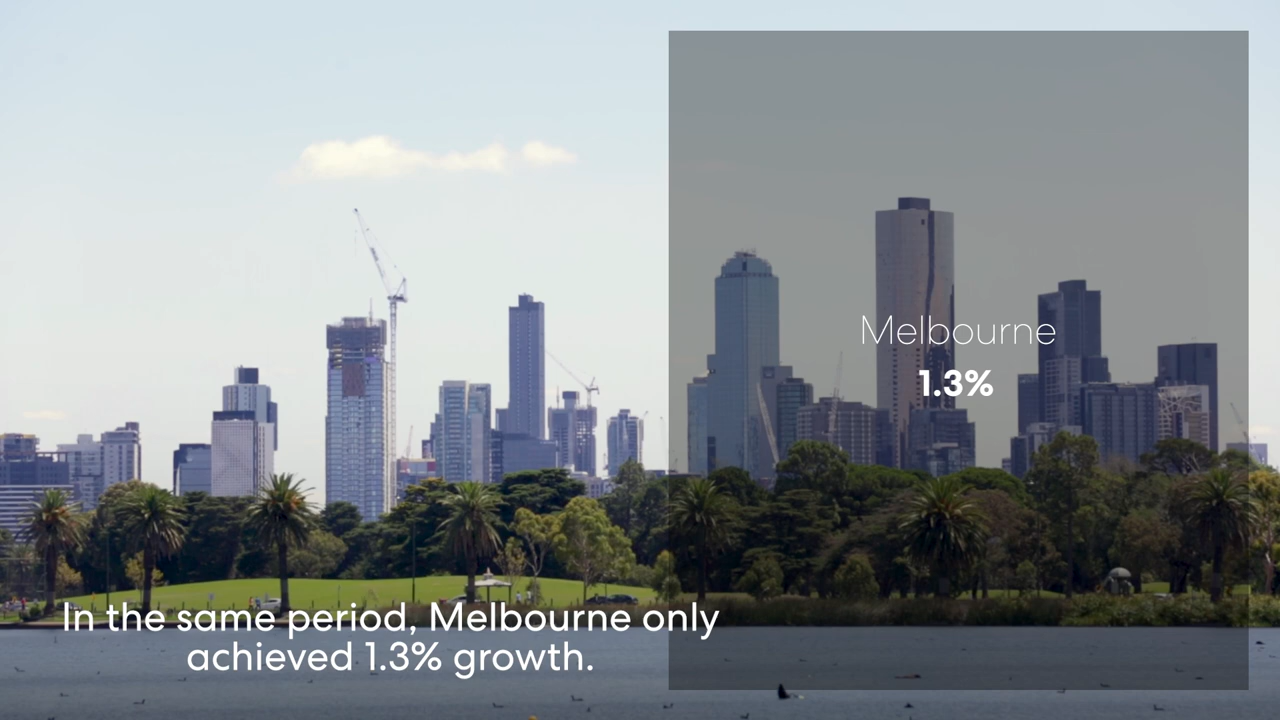 Melbourne
1.3%
In the same period, Melbourne only
achieved 1.3% growth.